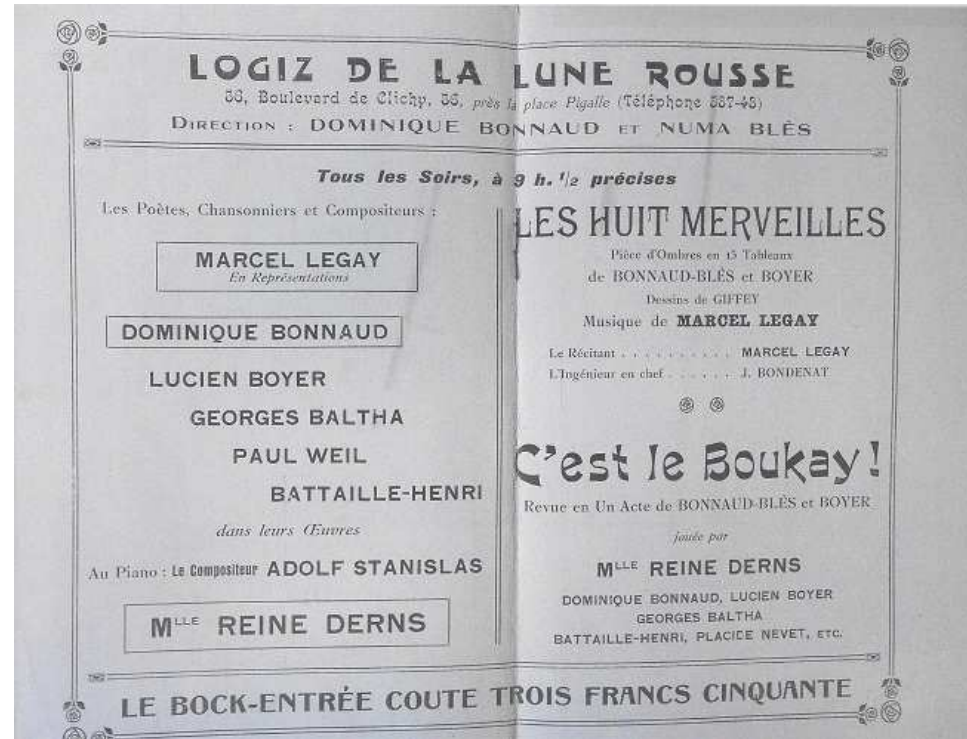 LOGIZ DE LA LUNE ROUSSE
56, Boulevard de Clichy, 56, près la place Pigalle (Téléphone 587-48)
DIRECTION : DOMINIQUE BONNAUD ET NUMA BLÈS
Tous les Soirs, à 9 h. 1/2 précises
Les Poètes, Chansonniers et Compositeurs :
MARCEL LEGAY
En Représentations
DOMINIQUE BONNAUD
LUCIEN BOYER
GEORGES BALTHA
PAUL WEIL
BATTAILLE-HENRI
dans leurs Œuvres
Au Piano : Le Compositeur ADOLF STANISLAS
MLLE REINE DERNS
LES HUIT MERVEILLES
Pièce d'Ombres en 15 Tableaux
de BONNAUD-BLÉS et BOYER
Dessins de GIFFEY
Musique de MARCEL LEGAY
Le Récitant . . . . . . . . . . MARCEL LEGAY
L'Ingénieur en chef . . . . . . J. BONDENAT
C'est le Boukay !
Revue en Un Acte de BONNAUD-BLÈS et BOYER
jouée par
MLLE REINE DERNS
DOMINIQUE BONNAUD, LUCIEN BOYER
GEORGES BALTHA
BATTAILLE-HENRI, PLACIDE NEVET, ETC.
LE BOCK-ENTRÉE COUTE TROIS FRANCS CINQUANTE